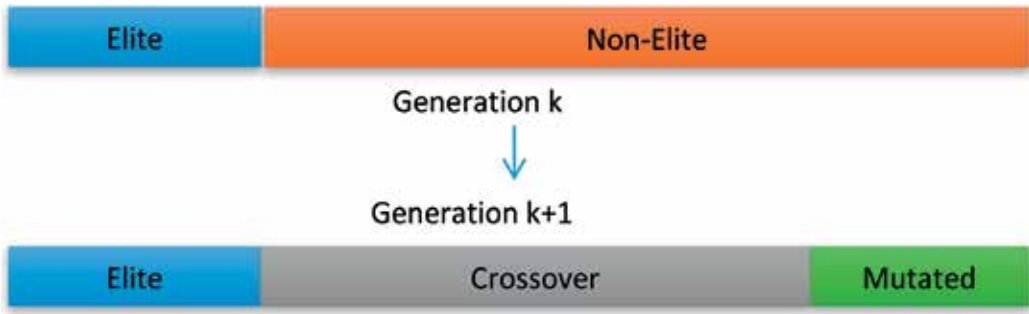 Elite Non-Elite
Generation k
Generation k+1
Elite Crossover Mutated